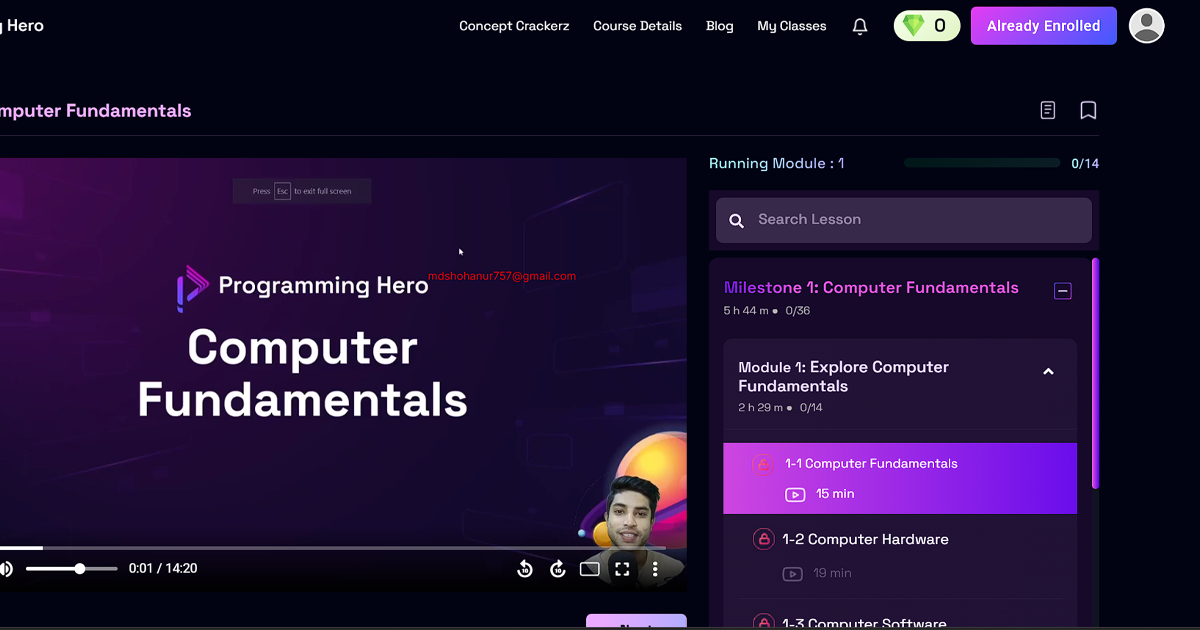 g Hero
Concept Crackerz
Course Details
Blog
My Classes
0
Already Enrolled
mputer Fundamentals
Running Module : 1
0/14
Press Esc to exit full screen
Search Lesson
mdshohanur757@gmail.com
Programming Hero
Computer
Fundamentals
Milestone 1: Computer Fundamentals
5 h 44 m • 0/36
Module 1: Explore Computer
Fundamentals
2 h 29 m • 0/14
1-1 Computer Fundamentals
15 min
1-2 Computer Hardware
19 min
1-3 Computer Software
0:01 / 14:20
10
10